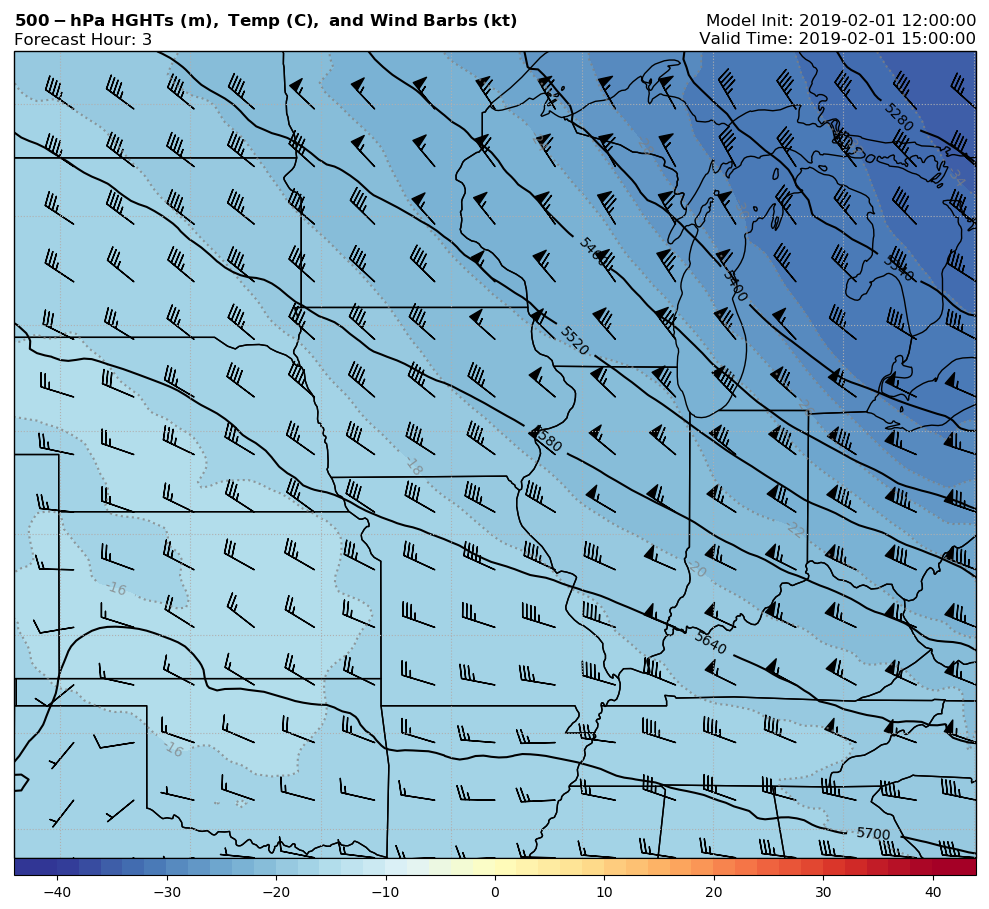 500 − hPa HGHTs (m), Temp (C), and Wind Barbs (kt)
Forecast Hour: 3
Model Init: 2019-02-01 12:00:00
Valid Time: 2019-02-01 15:00:00
5280
-34
5340
5460
5400
5520
5580
-18
-22
-20
-16
5640
-16
5700
−40 −30 −20 −10 0 10 20 30 40